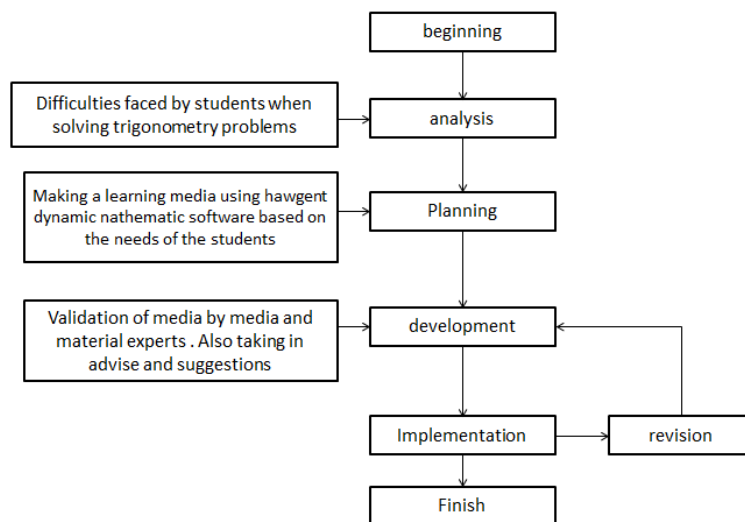 beginning
Difficulties faced by students when
solving trigonometry problems
analysis
Making a learning media using hawgent
dynamic nathematic software based on
the needs of the students
Planning
Validation of media by media and
material experts . Also taking in
advise and suggestions
development
Implementation
revision
Finish